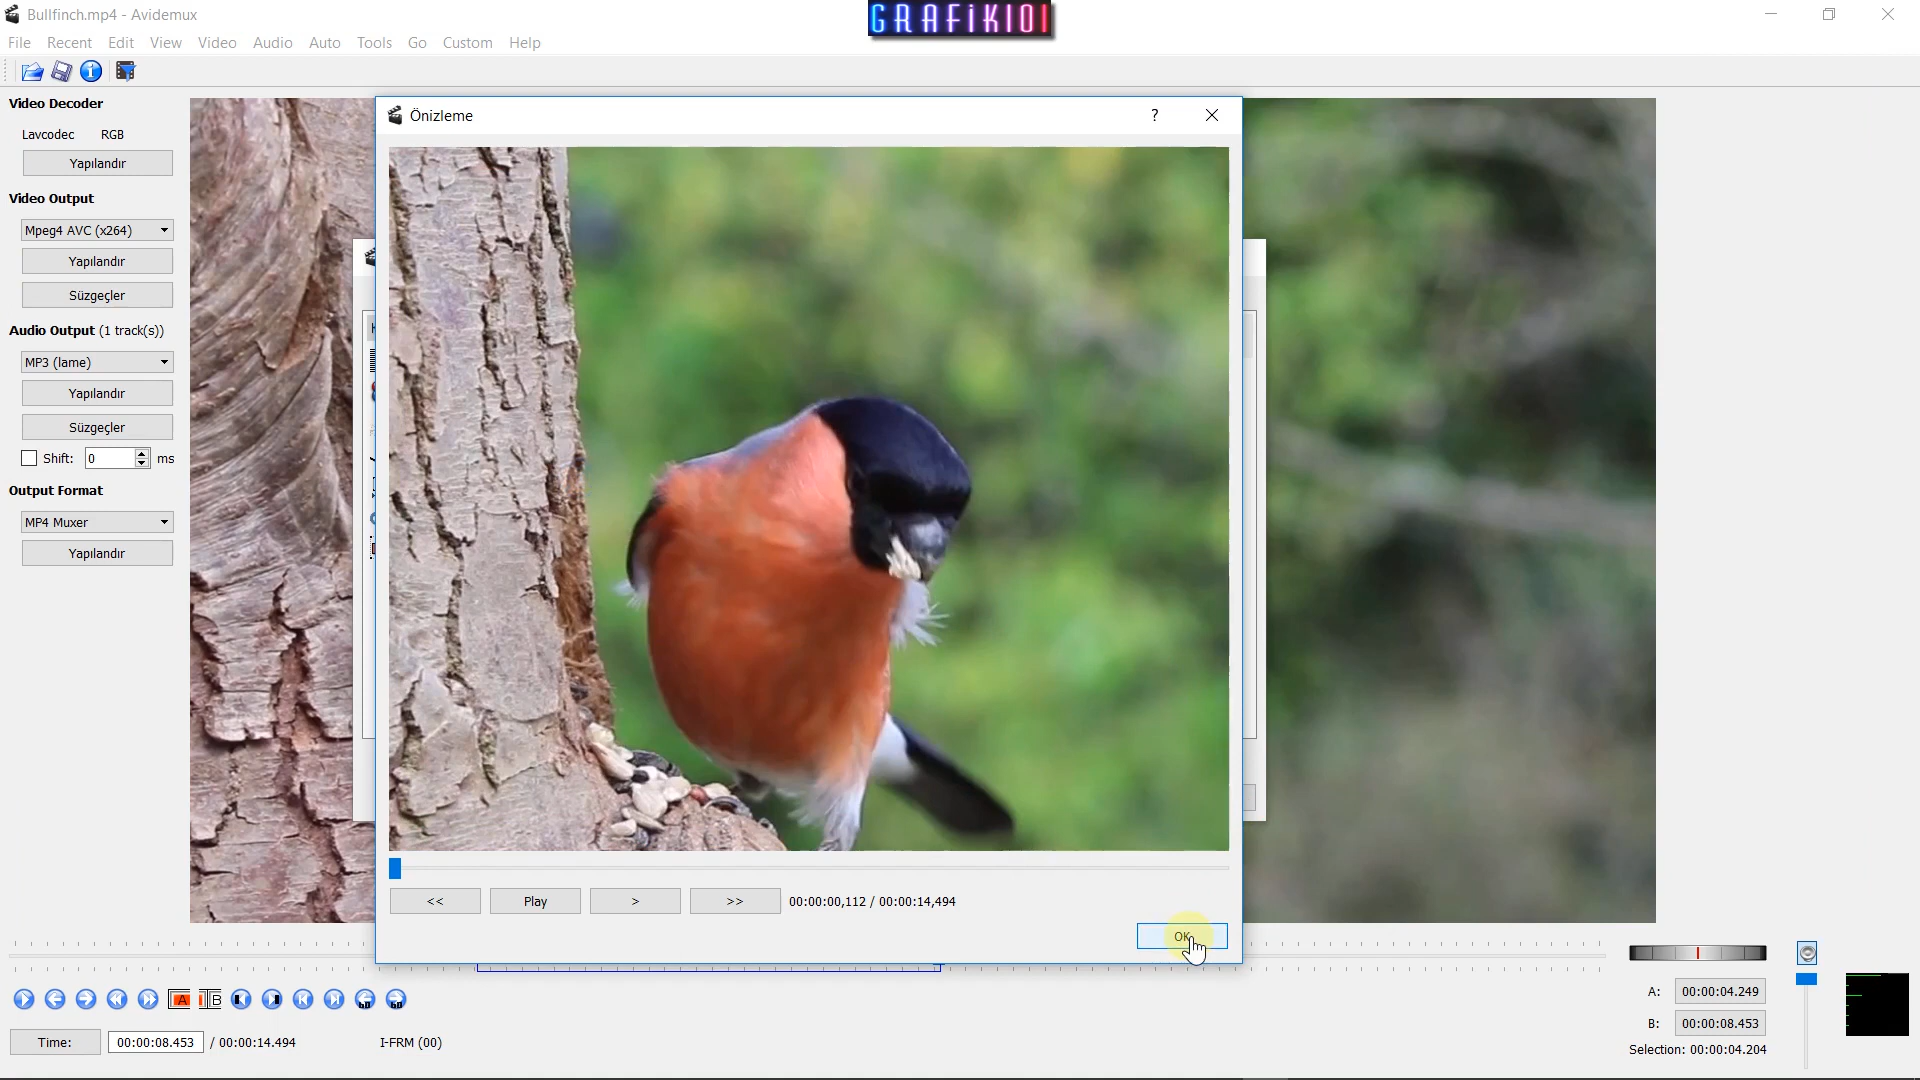 Bullfinch.mp4 - Avidemux
GRAFiK101
File Recent Edit View Video Audio Auto Tools Go Custom Help
Video Decoder
Lavcodec RGB
Yapılandır
Video Output
Mpeg4 AVC (x264)
Yapılandır
Süzgeçler
Audio Output (1 track(s))
MP3 (lame)
Yapılandır
Süzgeçler
Shift: 0 ms
Output Format
MP4 Muxer
Yapılandır
Önizleme
?
<< Play > >> 00:00:00,112 / 00:00:14,494
OK
A B
60 60
Time: 00:00:08.453 / 00:00:14.494 I-FRM (00)
A: 00:00:04.249
B: 00:00:08.453
Selection: 00:00:04.204